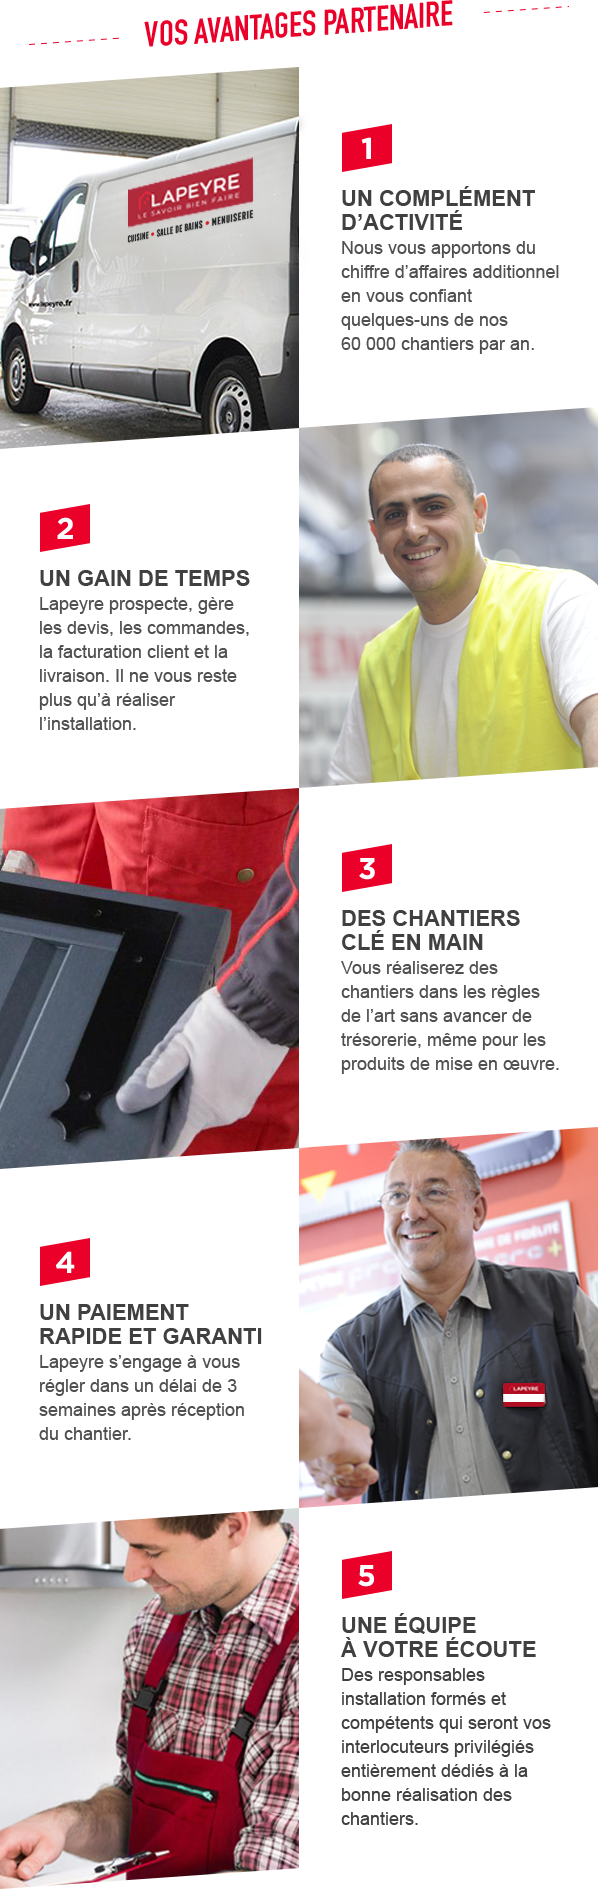 VOS AVANTAGES PARTENAIRE
LAPEYRE
LE SAVOIR BIEN FAIRE
CUISINE • SALLE DE BAINS • MENUISERIE
www.lapeyre.fr
1
UN COMPLÉMENT
D’ACTIVITÉ
Nous vous apportons du
chiffre d’affaires additionnel
en vous confiant
quelques-uns de nos
60 000 chantiers par an.
2
UN GAIN DE TEMPS
Lapeyre prospecte, gère
les devis, les commandes,
la facturation client et la
livraison. Il ne vous reste
plus qu’à réaliser
l’installation.
3
DES CHANTIERS
CLÉ EN MAIN
Vous réaliserez des
chantiers dans les règles
de l’art sans avancer de
trésorerie, même pour les
produits de mise en œuvre.
DE FIDÉLITÉ
LAPEYRE
4
UN PAIEMENT
RAPIDE ET GARANTI
Lapeyre s’engage à vous
régler dans un délai de 3
semaines après réception
du chantier.
5
UNE ÉQUIPE
À VOTRE ÉCOUTE
Des responsables
installation formés et
compétents qui seront vos
interlocuteurs privilégiés
entièrement dédiés à la
bonne réalisation des
chantiers.